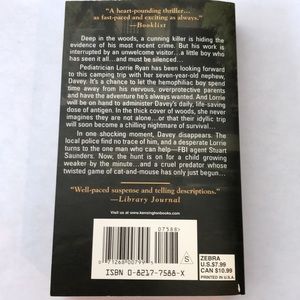 "A heart-pounding thriller...
as fast-paced and exciting as always."
—Booklist
Deep in the woods, a cunning killer is hiding the
evidence of his most recent crime. But his work is
interrupted by an unwelcome visitor... a little boy who
has seen it all...and must be silenced...
Pediatrician Lorrie Ryan has been looking forward
to this camping trip with her seven-year-old nephew,
Davey. It's a chance to let the hemophiliac boy spend
time away from his nervous, overprotective parents
and have the adventure he's always wanted. And Lorrie
will be on hand to administer Davey's daily, life-saving
dose of antigen. In the thick cover of woods, she never
imagines they are not alone...or that their idyllic trip
will soon become a chilling nightmare of survival...
In one shocking moment, Davey disappears. The
local police find no trace of him, and a desperate Lorrie
turns to the one man who can help—FBI agent Stuart
Saunders. Now, the hunt is on for a child growing
weaker by the minute...and a cruel predator whose
twisted game of cat-and-mouse has only just begun...
"Well-paced suspense and telling descriptions."
—Library Journal
Visit us at www.kensingtonbooks.com
07588
S
ZEBRA
U.S. $7.99
CAN $10.99
PRINTED IN U.S.A.
71268 00799
ISBN 0-8217-7588-X